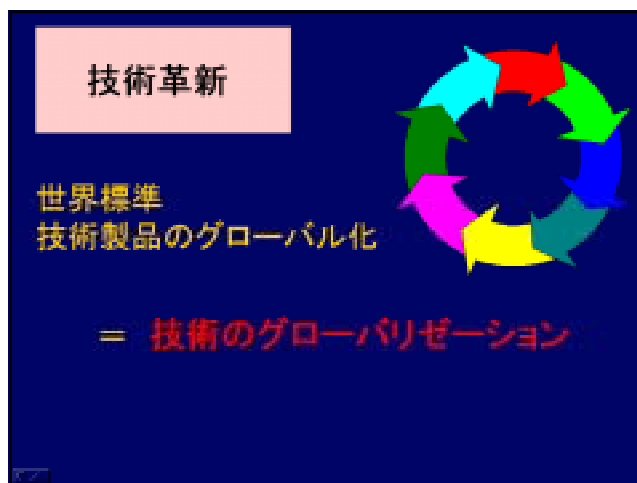 技術革新
世界標準
技術製品のグローバル化
= 技術のグローバリゼーション